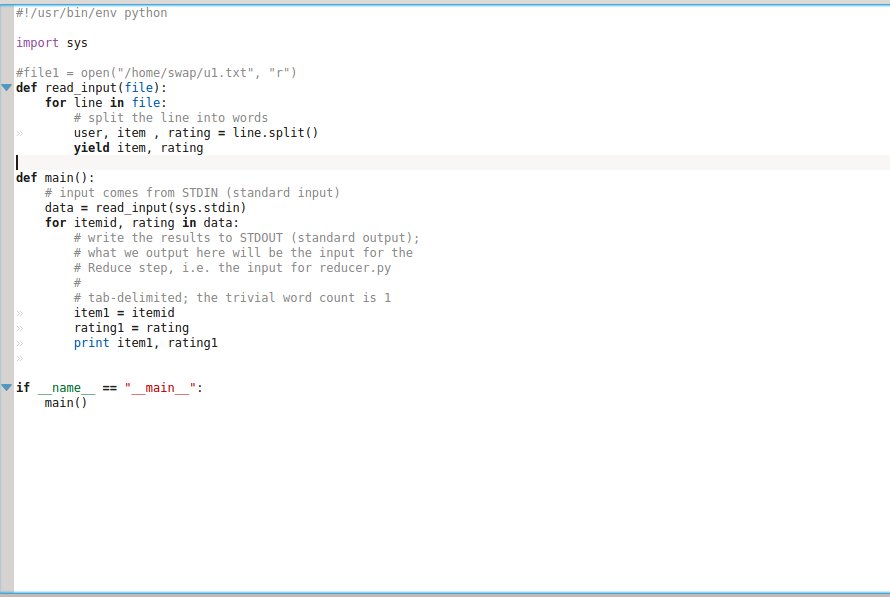 #!/usr/bin/env python
import sys
#file1 = open("/home/swap/u1.txt", "r")
def read_input(file):
    for line in file:
        # split the line into words
»       user, item , rating = line.split()
        yield item, rating
def main():
    # input comes from STDIN (standard input)
    data = read_input(sys.stdin)
    for itemid, rating in data:
        # write the results to STDOUT (standard output);
        # what we output here will be the input for the
        # Reduce step, i.e. the input for reducer.py
        #
        # tab-delimited; the trivial word count is 1
»       item1 = itemid
»       rating1 = rating
»       print item1, rating1
»
if __name__ == "__main__":
    main()